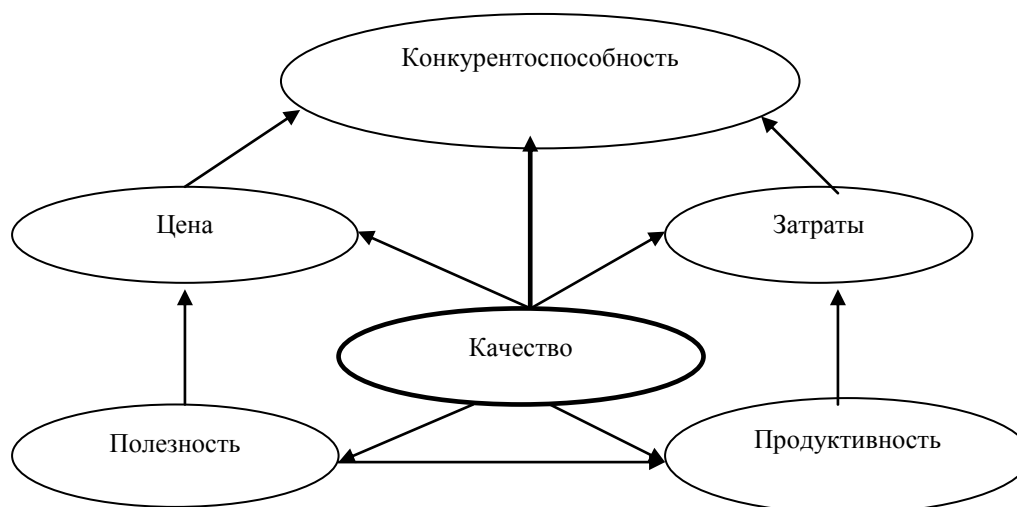 Конкурентоспособность
Цена
Затраты
Качество
Полезность
Продуктивность